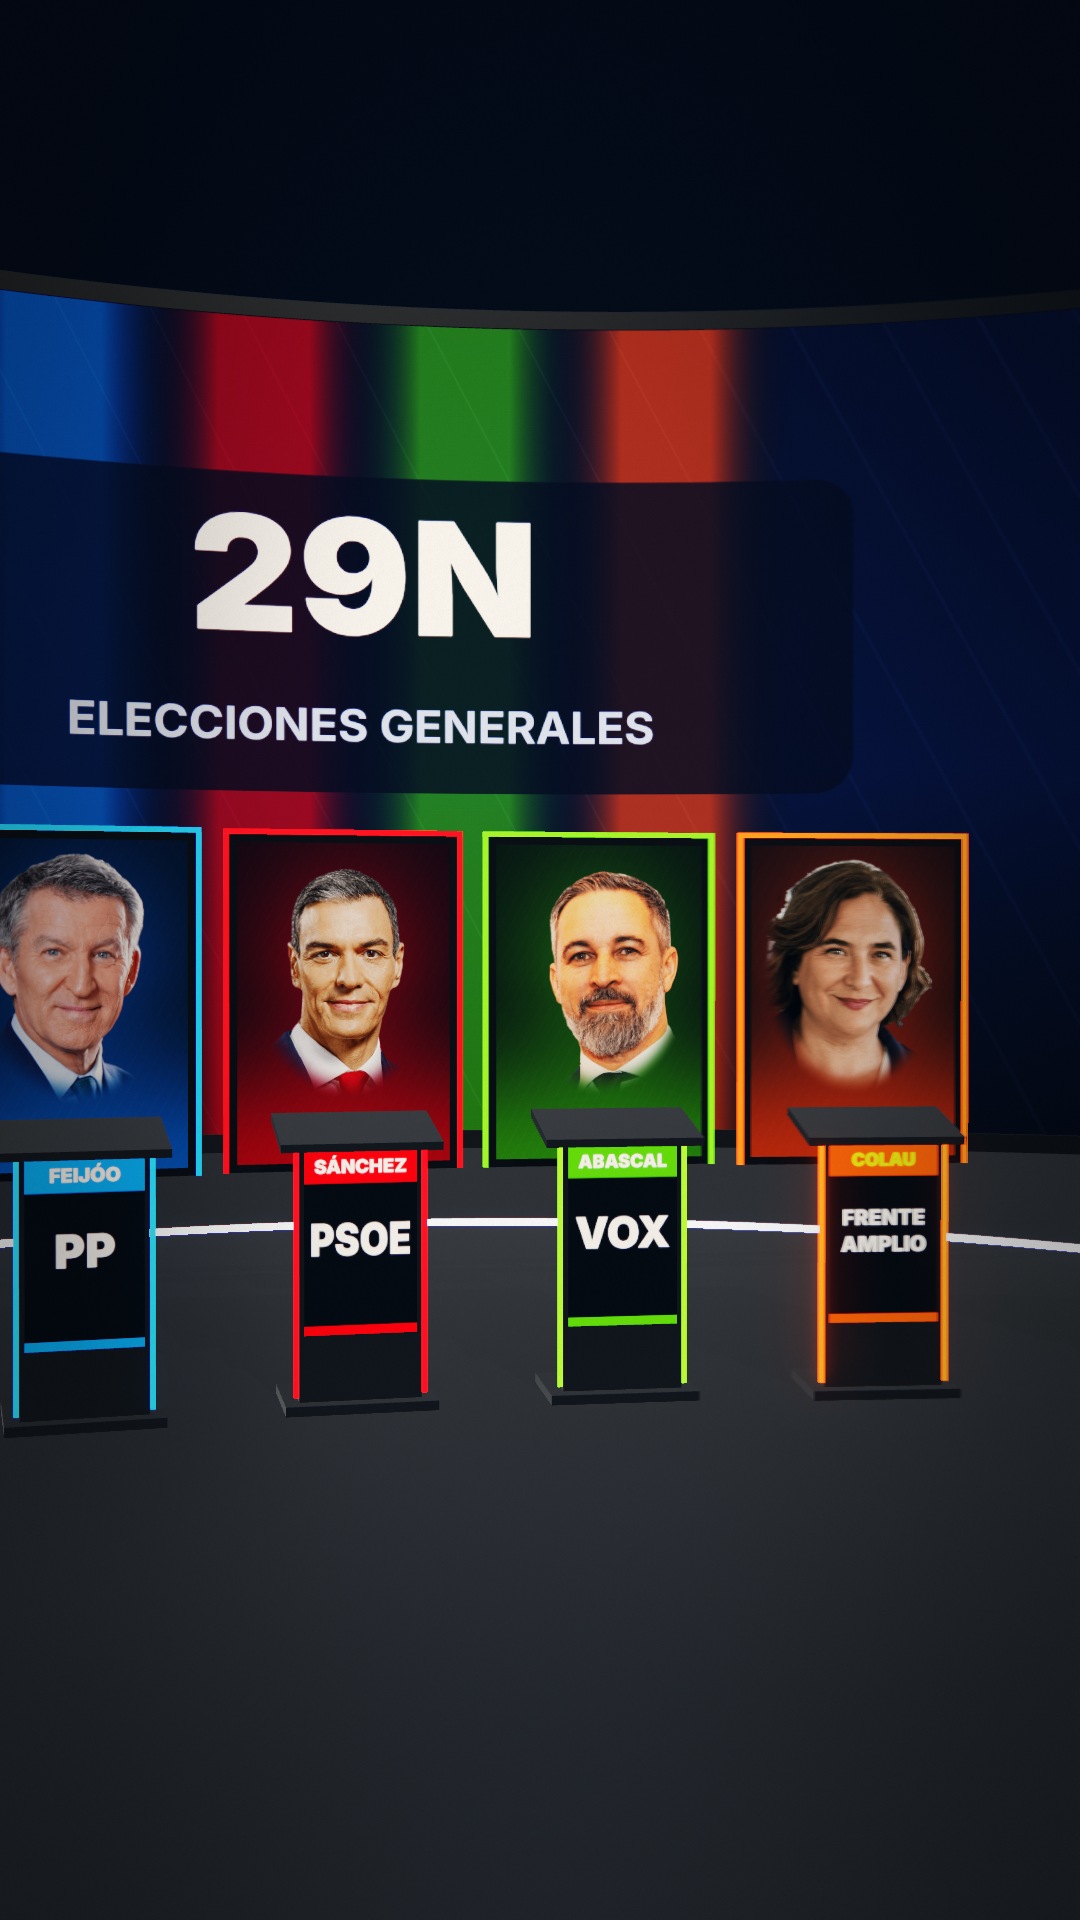 29N
ELECCIONES GENERALES
FEIJÓO
PP
SÁNCHEZ
PSOE
ABASCAL
VOX
COLAU
FRENTE
AMPLIO